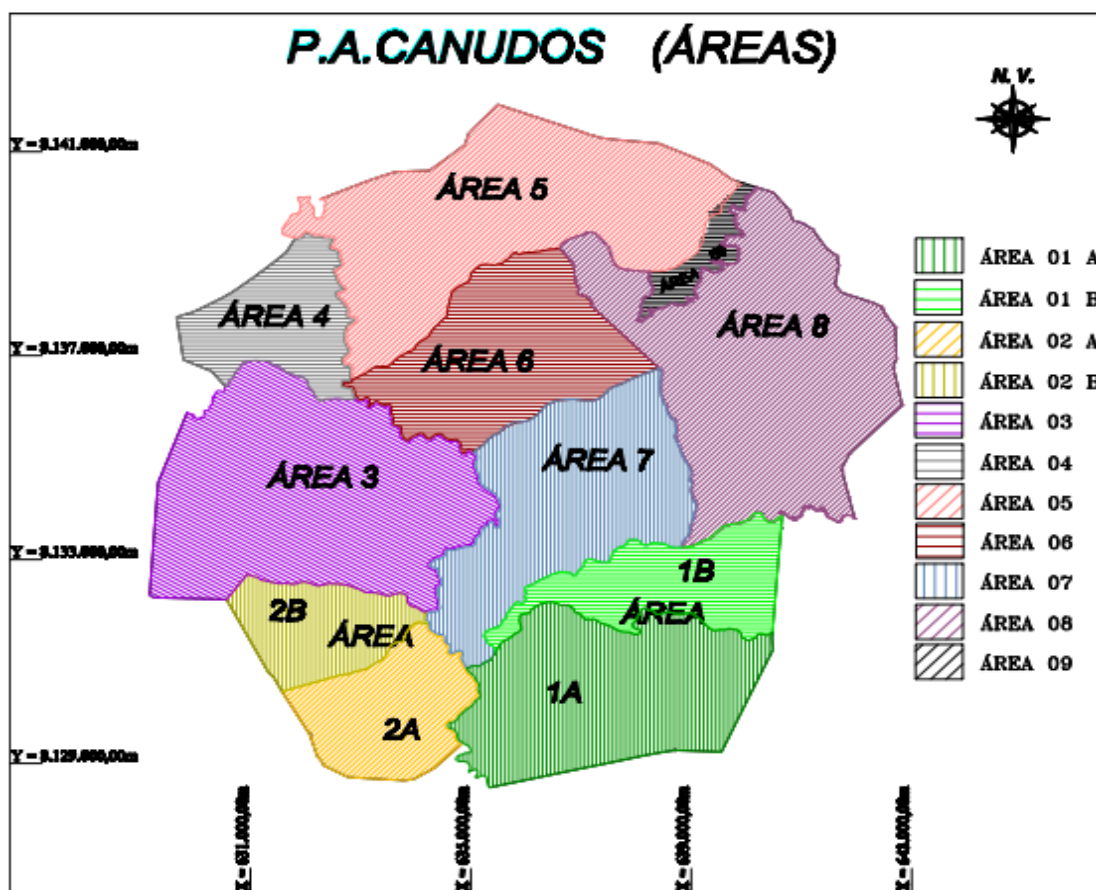 P.A.CANUDOS (ÁREAS)
N. V.
ÁREA 5
ÁREA 4
ÁREA 8
ÁREA 6
ÁREA 3
ÁREA 7
1B
ÁREA
2B
ÁREA
1A
2A
ÁREA
ÁREA 01 A
ÁREA 01 B
ÁREA 02 A
ÁREA 02 B
ÁREA 03
ÁREA 04
ÁREA 05
ÁREA 06
ÁREA 07
ÁREA 08
ÁREA 09